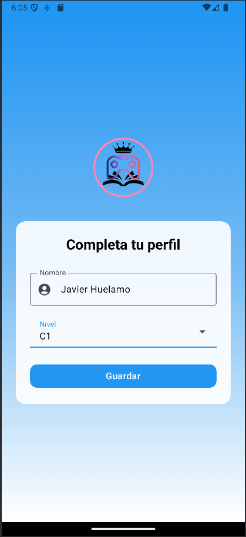 6:05
Completa tu perfil
Nombre
Javier Huelamo
Nivel
C1
Guardar